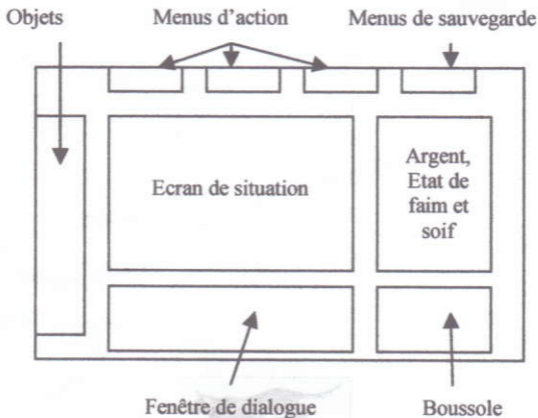 Objets
Menus d'action
Menus de sauvegarde
Ecran de situation
Argent,
Etat de
faim et
soif
Fenêtre de dialogue
Boussole